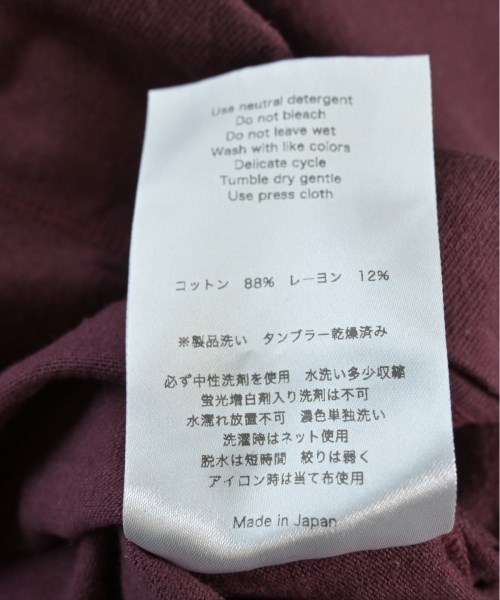 Use neutral detergent
Do not bleach
Do not leave wet
Wash with like colors
Delicate cycle
Tumble dry gentle
Use press cloth
コットン 88% レーヨン 12%
※製品洗い タンブラー乾燥済み
必ず中性洗剤を使用 水洗い多少収縮
蛍光増白剤入り洗剤は不可
水濡れ放置不可 濃色単独洗い
洗濯時はネット使用
脱水は短時間 絞りは弱く
アイロン時は当て布使用
Made in Japan